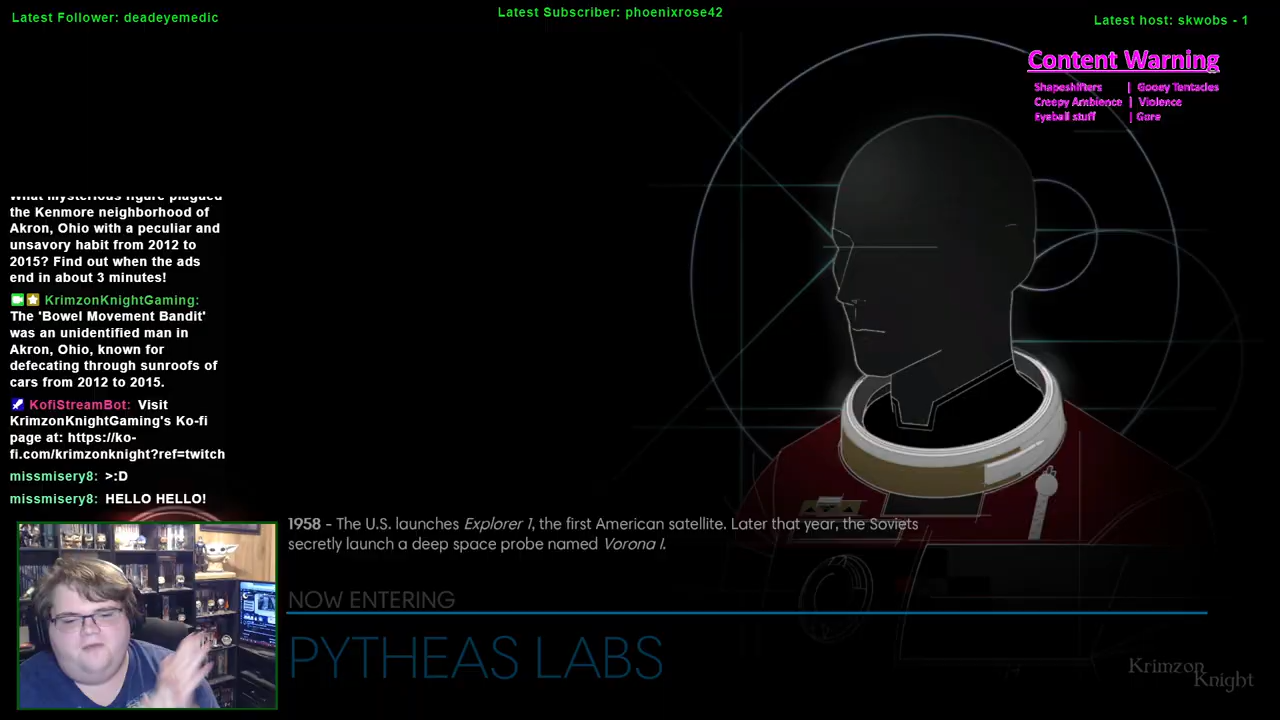 Latest Follower: deadeyemedic
Latest Subscriber: phoenixrose42
Latest host: skwobs - 1
Content Warning
Shapeshifters | Gooey Tentacles
Creepy Ambience | Violence
Eyeball stuff | Gore
What mysterious figure plagued
the Kenmore neighborhood of
Akron, Ohio with a peculiar and
unsavory habit from 2012 to
2015? Find out when the ads
end in about 3 minutes!
KrimzonKnightGaming:
The 'Bowel Movement Bandit'
was an unidentified man in
Akron, Ohio, known for
defecating through sunroofs of
cars from 2012 to 2015.
KofiStreamBot: Visit
KrimzonKnightGaming's Ko-fi
page at: https://ko-
fi.com/krimzonknight?ref=twitch
missmisery8: >:D
missmisery8: HELLO HELLO!
1958 - The U.S. launches Explorer 1, the first American satellite. Later that year, the Soviets
secretly launch a deep space probe named Vorona I.
NOW ENTERING
PYTHEAS LABS
Krimzon
Knight